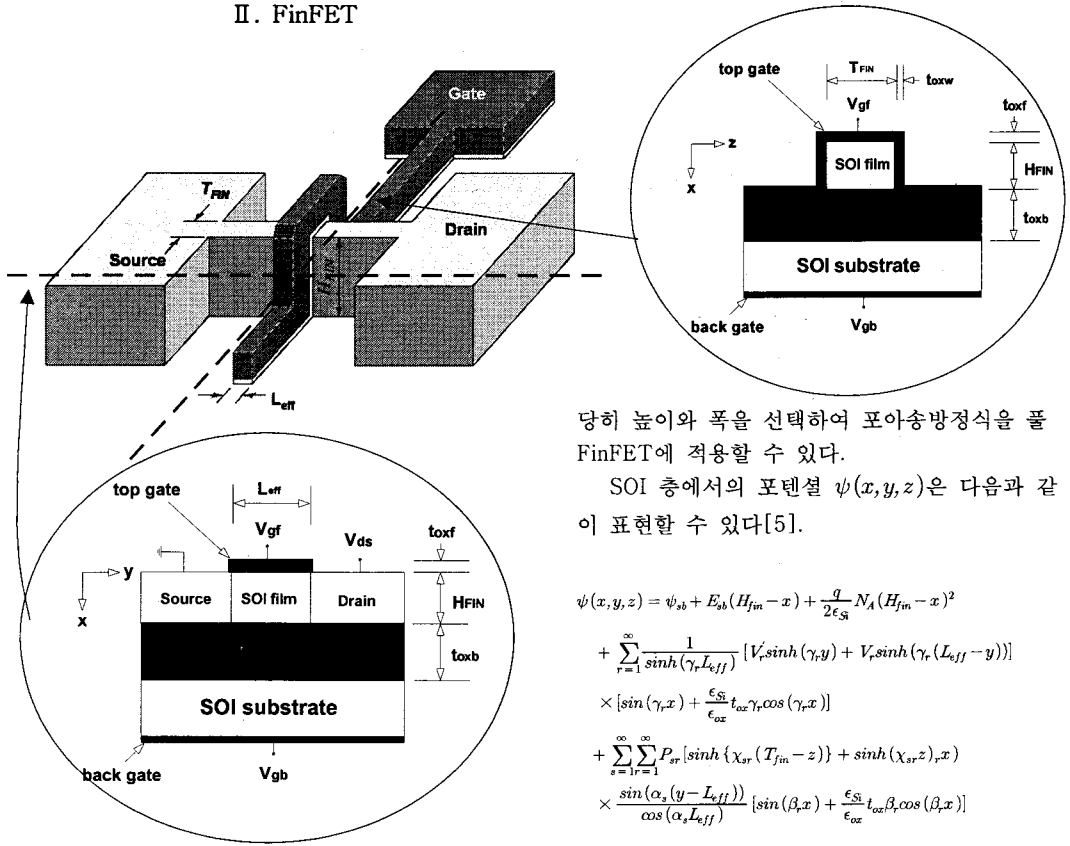 Ⅱ. FinFET
Gate
T_FIN
Source
Drain
H_FIN
L_eff
top gate
T_FIN
t_oxw
V_gf
t_oxf
z
x
SOI film
H_FIN
t_oxb
SOI substrate
back gate
V_gb
top gate
L_eff
V_gf
V_ds
t_oxf
y
x
Source
SOI film
Drain
H_FIN
t_oxb
SOI substrate
back gate
V_gb
당히 높이와 폭을 선택하여 포아송방정식을 풀
FinFET에 적용할 수 있다.
SOI 층에서의 포텐셜 ψ(x,y,z)은 다음과 같
이 표현할 수 있다[5].
ψ(x,y,z) = ψ_sb + E_sb(H_fin − x) + q/(2ϵ_Si) N_A(H_fin − x)^2
+ ∑_{r=1}^{∞} 1/(sinh(γ_r L_eff)) [V_r′ sinh(γ_r y) + V_r sinh(γ_r(L_eff − y))]
× [sin(γ_r x) + (ϵ_Si/ϵ_ox) t_ox γ_r cos(γ_r x)]
+ ∑_{s=1}^{∞} ∑_{r=1}^{∞} P_sr [sinh{χ_sr(T_fin − z)} + sinh(χ_sr z)_r x)
× sin(α_s(y − L_eff))/cos(α_s L_eff) [sin(β_r x) + (ϵ_Si/ϵ_ox) t_ox β_r cos(β_r x)]